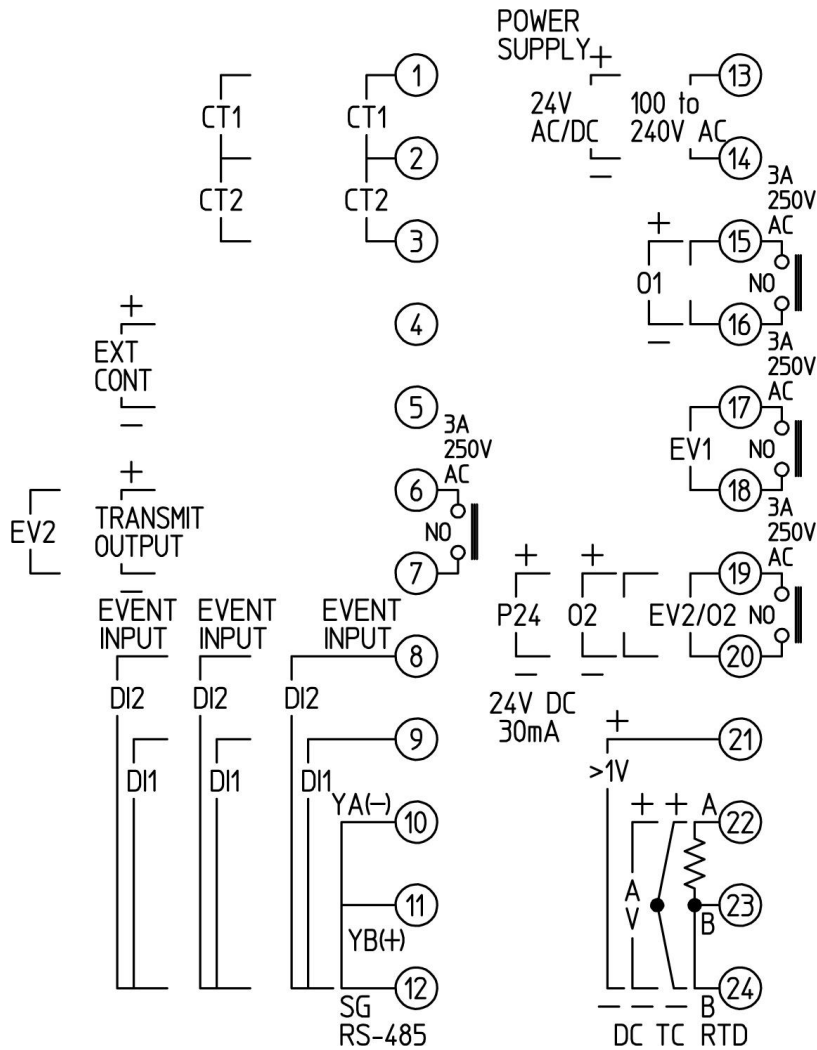 POWER
SUPPLY
+
1
13
CT1
CT1
24V
AC/DC
100 to
240V AC
2
14
−
3A
250V
AC
CT2
CT2
3
+
15
O1
NO
+
4
−
16
EXT
CONT
3A
250V
AC
−
5
17
3A
250V
AC
EV1
NO
+
6
18
EV2
TRANSMIT
OUTPUT
NO
3A
250V
AC
−
7
+
+
19
P24
O2
EV2/O2
NO
EVENT
INPUT
EVENT
INPUT
EVENT
INPUT
8
−
−
20
DI2
DI2
DI2
24V DC
30mA
9
+
21
DI1
DI1
DI1
>1V
YA(−)
10
+
+
A
22
11
A
V
B
23
YB(+)
12
−
−
−
B
24
SG
RS-485
DC
TC
RTD